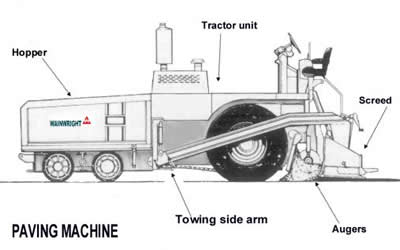 Tractor unit
Hopper
WAINWRIGHT
Screed
Towing side arm
Augers
PAVING MACHINE